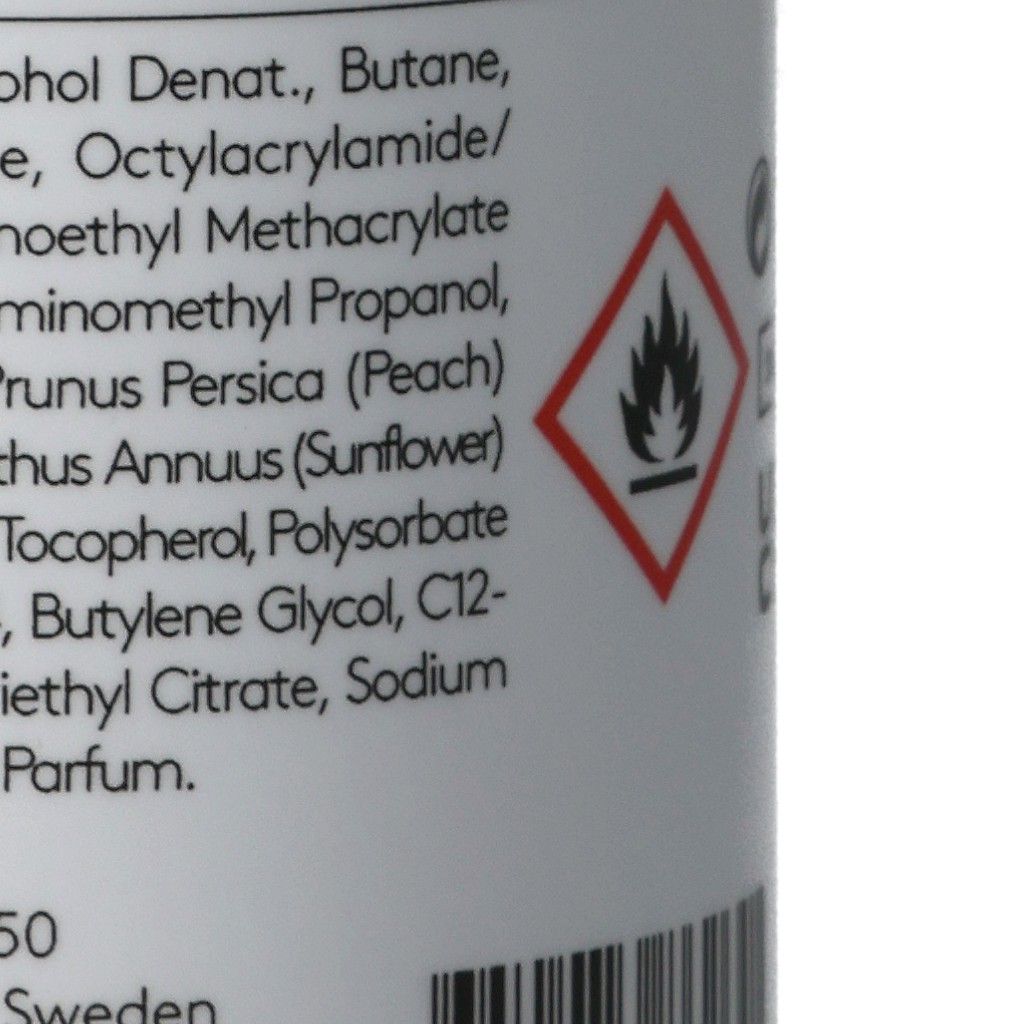 ohol Denat., Butane,
e, Octylacrylamide/
noethyl Methacrylate
minomethyl Propanol,
Prunus Persica (Peach)
thus Annuus (Sunflower)
Tocopherol, Polysorbate
, Butylene Glycol, C12-
iethyl Citrate, Sodium
Parfum.
50
Sweden